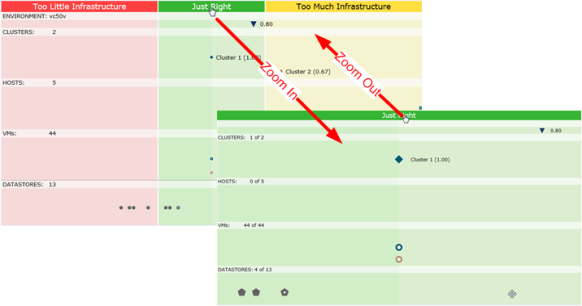 Too Little Infrastructure Just Right Too Much Infrastructure
ENVIRONMENT: vc50v
0.80
CLUSTERS: 2
Cluster 1 (1.00)
Cluster 2 (0.67)
Zoom In
Zoom Out
HOSTS: 5
VMs: 44
DATASTORES: 13
Just Right
0.80
CLUSTERS: 1 of 2
Cluster 1 (1.00)
HOSTS: 0 of 5
VMs: 44 of 44
DATASTORES: 4 of 13